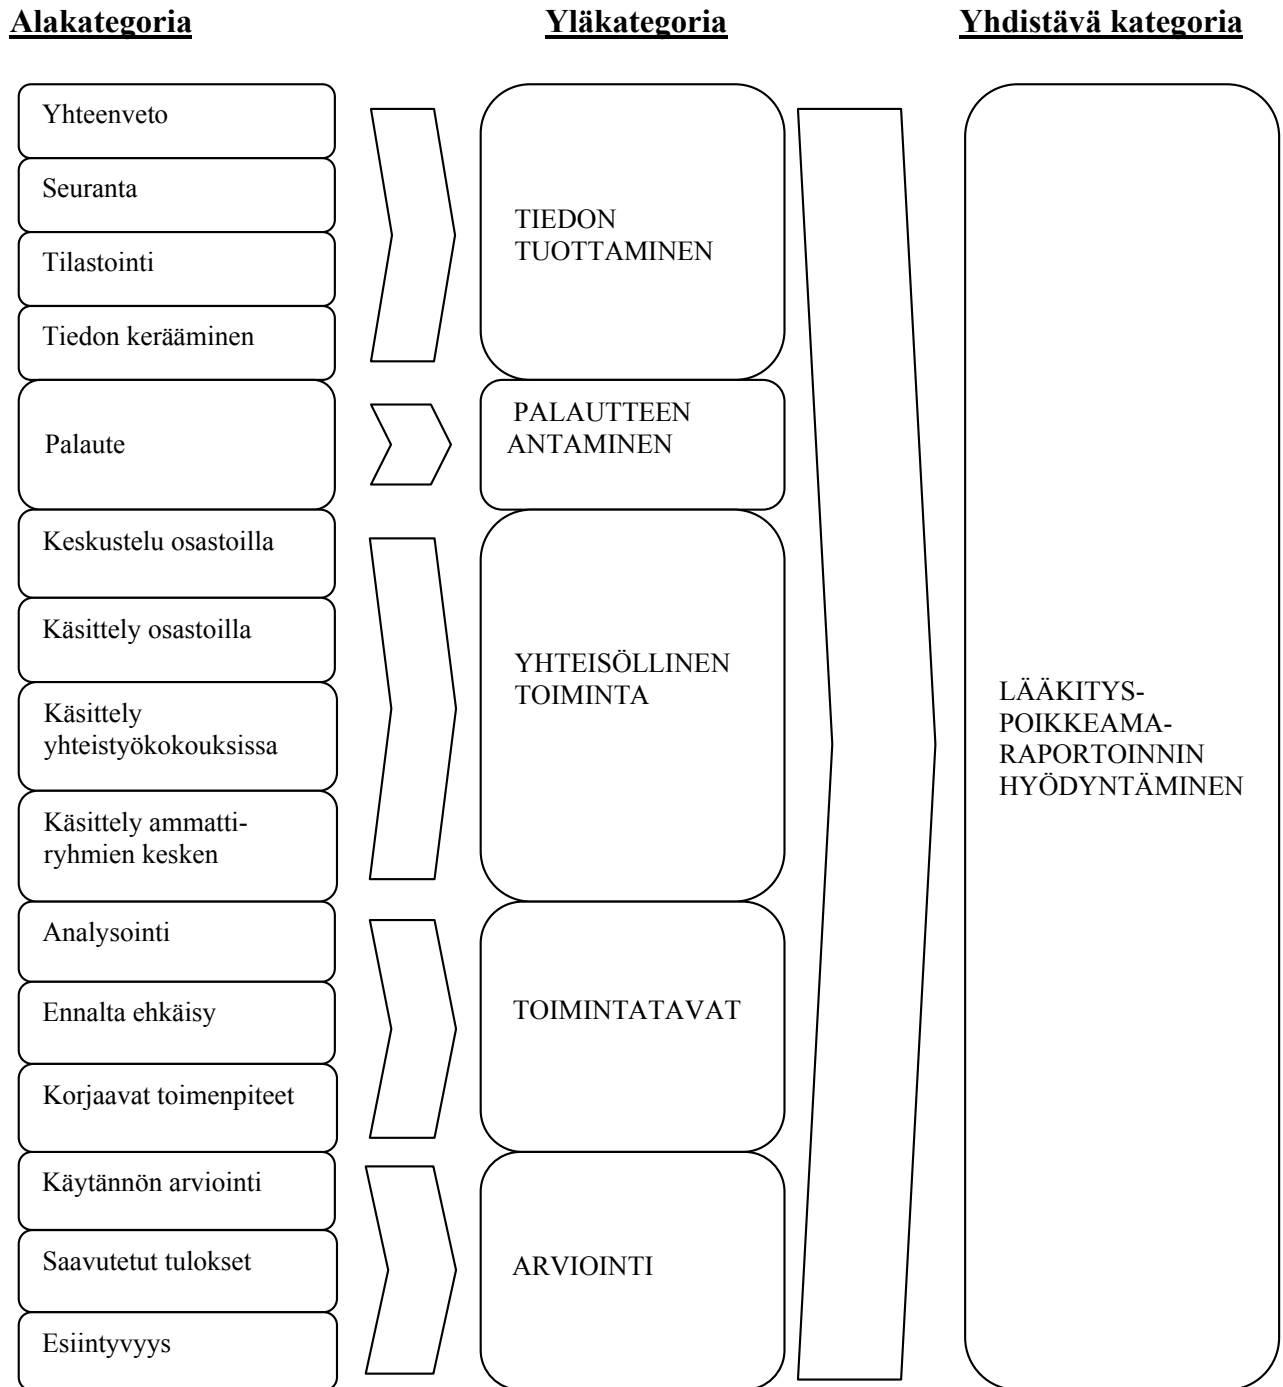 Alakategoria
Yläkategoria
Yhdistävä kategoria
Yhteenveto
Seuranta
Tilastointi
Tiedon kerääminen
TIEDON
TUOTTAMINEN
Palaute
PALAUTTEEN
ANTAMINEN
Keskustelu osastoilla
Käsittely osastoilla
Käsittely
yhteistyökokouksissa
Käsittely ammatti-
ryhmien kesken
YHTEISÖLLINEN
TOIMINTA
Analysointi
Ennalta ehkäisy
Korjaavat toimenpiteet
TOIMINTATAVAT
Käytännön arviointi
Saavutetut tulokset
Esiintyvyys
ARVIOINTI
LÄÄKITYS-
POIKKEAMA-
RAPORTOINNIN
HYÖDYNTÄMINEN